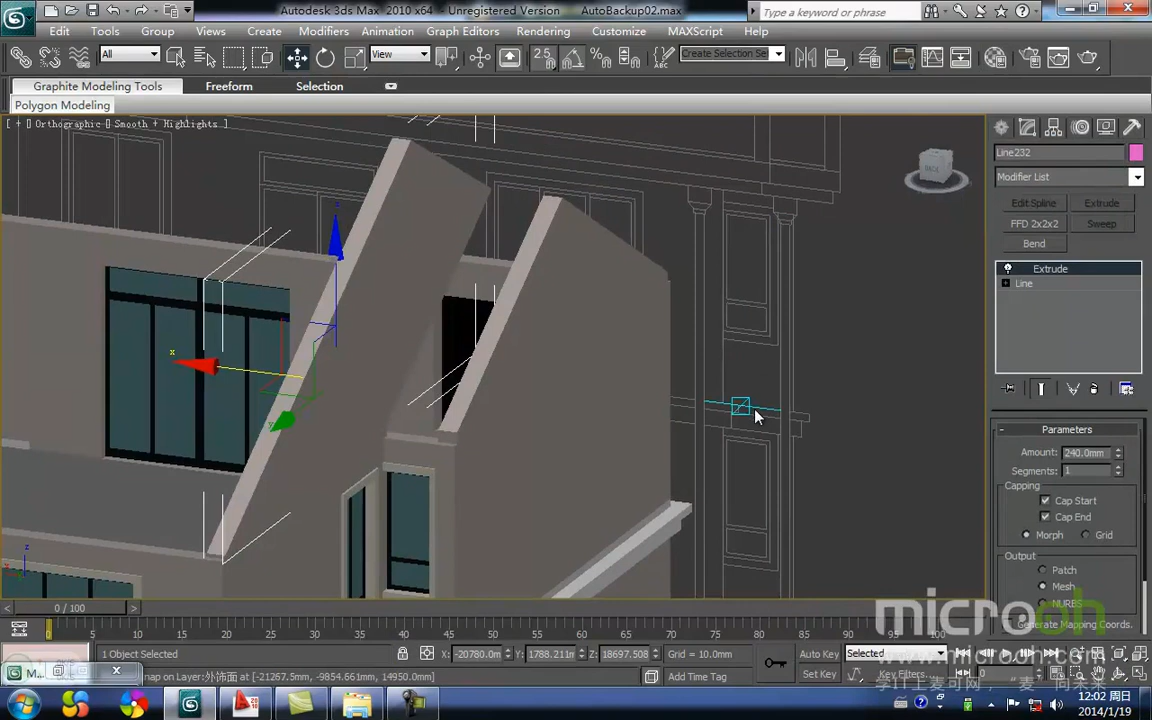 Autodesk 3ds Max 2010 x64 - Unregistered Version AutoBackup02.max
Type a keyword or phrase
Edit Tools Group Views Create Modifiers Animation Graph Editors Rendering Customize MAXScript Help
All View 2.5 Create Selection Se
Graphite Modeling Tools Freeform Selection
Polygon Modeling
[ + ] Orthographic [] Smooth + Highlights ]
Line232
Modifier List
Edit Spline Extrude
FFD 2x2x2 Sweep
Bend
Extrude
Line
Parameters
Amount: 240.0mm
Segments: 1
Capping
Cap Start
Cap End
Morph Grid
Output
Patch
Mesh
NURBS
Generate Mapping Coords.
microoh
www.microoh.com
0 / 100
0 5 10 15 20 25 30 35 40 45 50 55 60 65 70 75 80 85 90 95 100
1 Object Selected X: -20780.0m Y: 1788.211m Z: 18697.508 Grid = 10.0mm Auto Key Selected
M... nap on Layer:外饰面 at [-21267.5mm, -9854.661mm, 14950.0mm] Add Time Tag Set Key Key Filters...
12:02 周日
2014/1/19